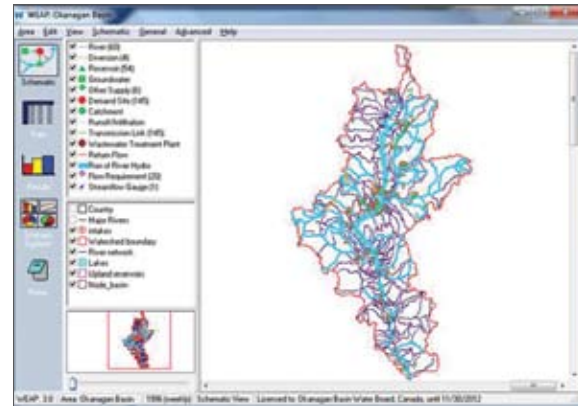 WEAP: Okanagan Basin
Area Edit View Schematic General Advanced Help
Schematic
River (60)
Diversion (4)
Reservoir (54)
Groundwater
Other Supply (6)
Demand Site (145)
Catchment
Runoff/Infiltration
Transmission Link (145)
Wastewater Treatment Plant
Return Flow
Run of River Hydro
Flow Requirement (20)
Streamflow Gauge (1)
Country
Major Rivers
intakes
Watershed boundary
River network
Lakes
Upland reservoirs
Node_basin
Results
Notes
WEAP: 3.0 Area: Okanagan Basin 1996 (weekly) Schematic View Licensed to: Okanagan Basin Water Board, Canada, until 11/30/2012